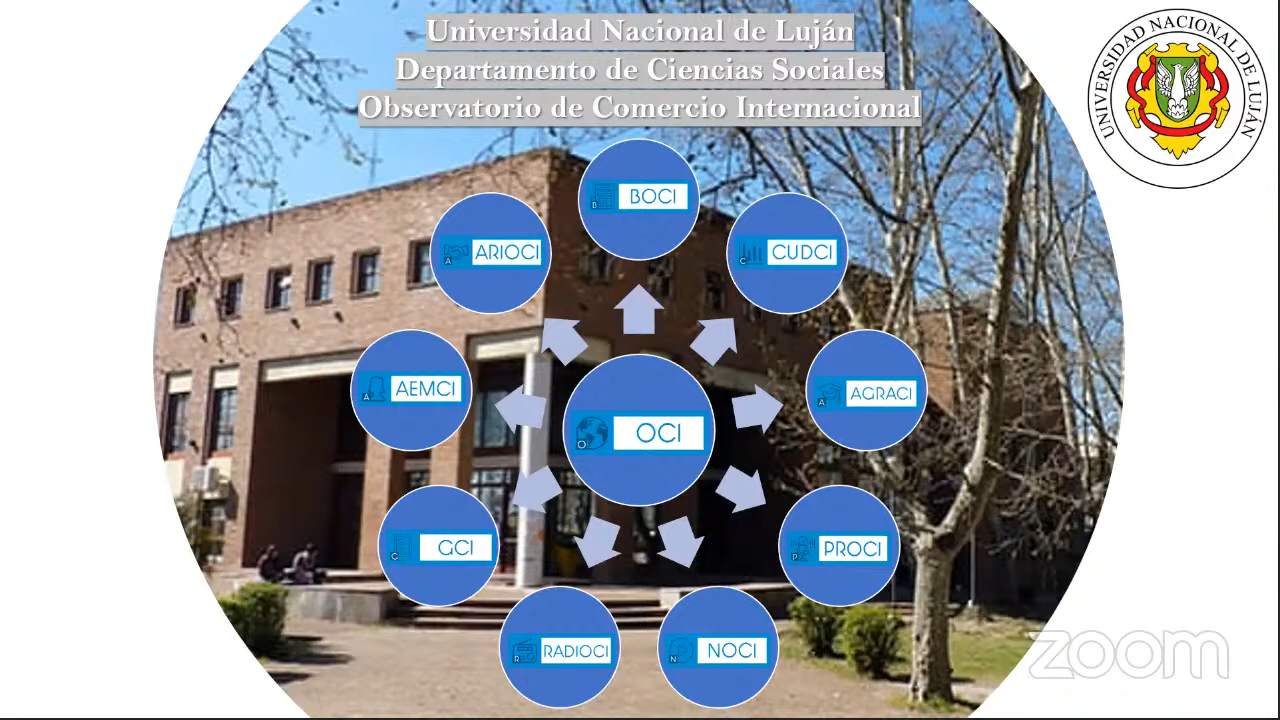 Universidad Nacional de Luján
Departamento de Ciencias Sociales
Observatorio de Comercio Internacional
UNIVERSIDAD NACIONAL DE LUJÁN
B BOCI
A ARIOCI
C CUDCI
A AEMCI
A AGRACI
O OCI
G GCI
P PROCI
R RADIOCI
N NOCI
zoom